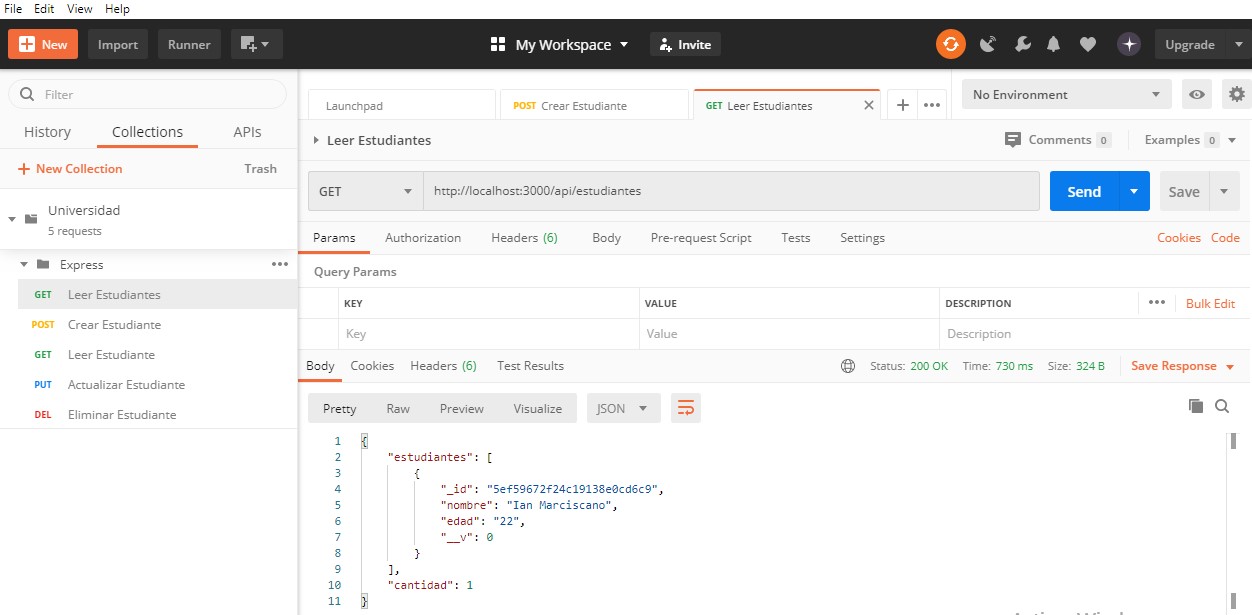 File Edit View Help
New Import Runner My Workspace Invite Upgrade
Filter
History Collections APIs
New Collection Trash
Universidad
5 requests
Express
GET Leer Estudiantes
POST Crear Estudiante
GET Leer Estudiante
PUT Actualizar Estudiante
DEL Eliminar Estudiante
Launchpad POST Crear Estudiante GET Leer Estudiantes No Environment
Leer Estudiantes Comments 0 Examples 0
GET http://localhost:3000/api/estudiantes Send Save
Params Authorization Headers (6) Body Pre-request Script Tests Settings Cookies Code
Query Params
KEY VALUE DESCRIPTION Bulk Edit
Key Value Description
Body Cookies Headers (6) Test Results Status: 200 OK Time: 730 ms Size: 324 B Save Response
Pretty Raw Preview Visualize JSON
1 {
2 "estudiantes": [
3 {
4 "_id": "5ef59672f24c19138e0cd6c9",
5 "nombre": "Ian Marciscano",
6 "edad": "22",
7 "__v": 0
8 }
9 ],
10 "cantidad": 1
11 }